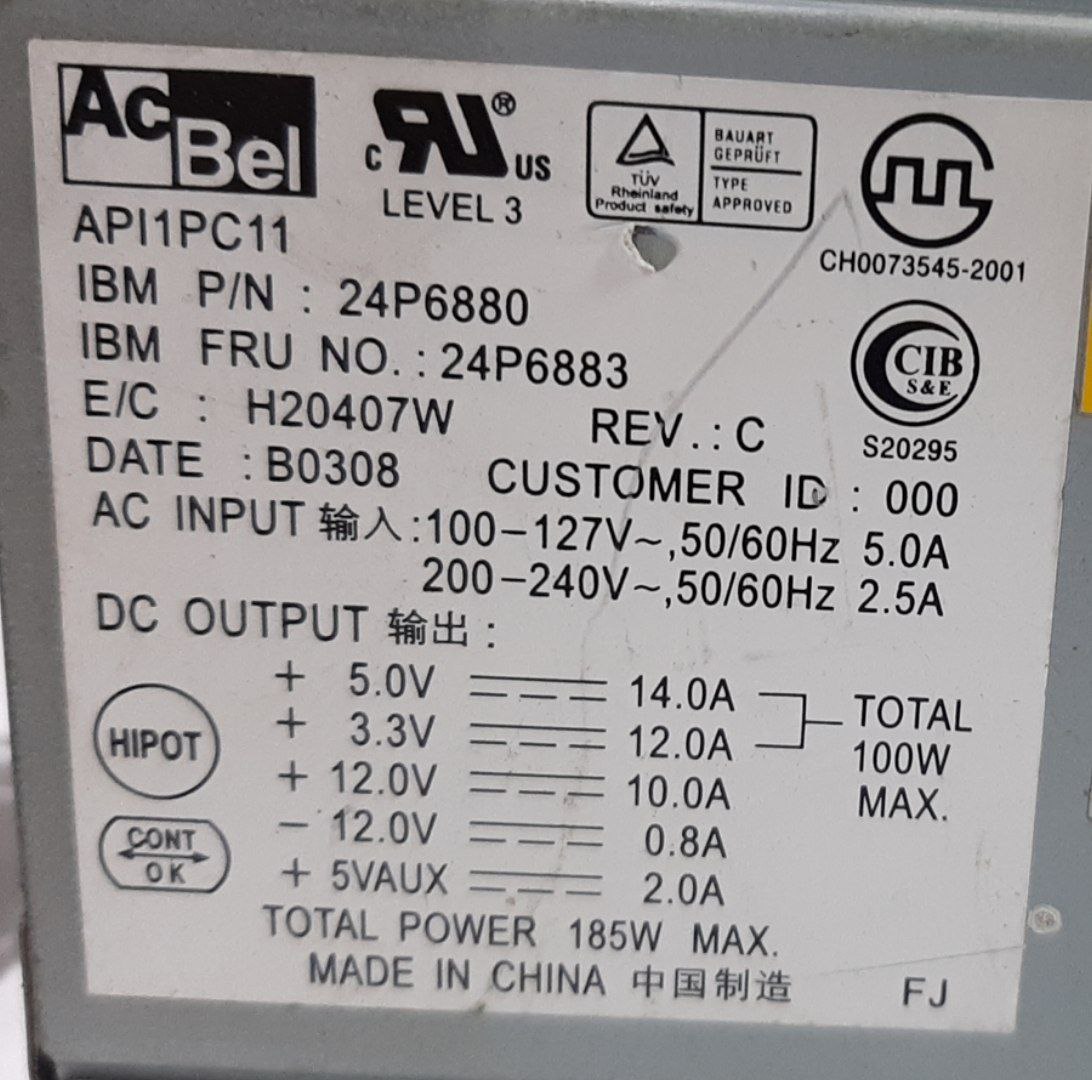 AcBel
API1PC11
C RU ® US
LEVEL 3
TÜV
Rheinland
Product safety
BAUART
GEPRÜFT
TYPE
APPROVED
CH0073545-2001
IBM P/N : 24P6880
IBM FRU NO. : 24P6883
CIB
S&E
S20295
E/C : H20407W REV. : C
DATE : B0308 CUSTOMER ID : 000
AC INPUT 输入 : 100-127V~,50/60Hz 5.0A
200-240V~,50/60Hz 2.5A
DC OUTPUT 输出 :
+ 5.0V 14.0A
+ 3.3V 12.0A
TOTAL
100W
MAX.
+ 12.0V 10.0A
- 12.0V 0.8A
+ 5VAUX 2.0A
HIPOT
CONT
OK
TOTAL POWER 185W MAX.
MADE IN CHINA 中国制造
FJ